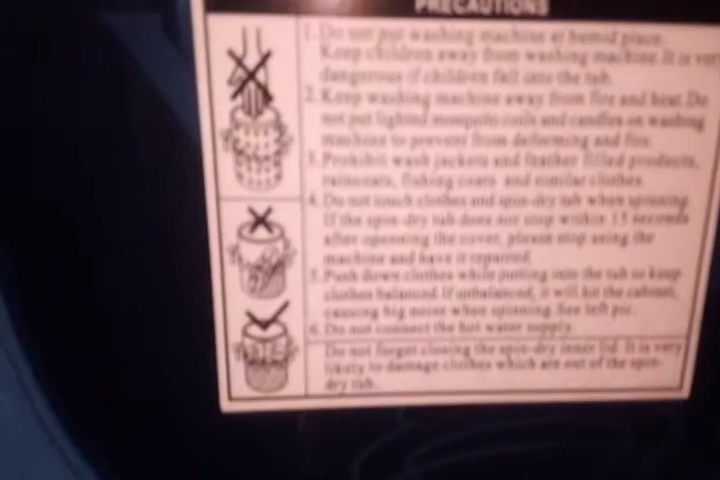 PRECAUTIONS
1. Do not put washing machine at humid place.
Keep children away from washing machine. It is very
dangerous if children fall into the tub.
2. Keep washing machine away from fire and heat. Do
not put lighted mosquito coils and candles on washing
machine to prevent from deforming and fire.
3. Prohibit wash jackets and feather filled products,
raincoats, fishing coats and similar clothes.
4. Do not touch clothes and spin-dry tub when spinning.
If the spin-dry tub does not stop within 15 seconds
after openning the cover, please stop using the
machine and have it repaired.
5. Push down clothes while putting into the tub to keep
clothes balanced. If unbalanced, it will hit the cabinet,
causing big noise when spinning. See left pic.
6. Do not connect the hot water supply.
Do not forget closing the spin-dry inner lid. It is very
likely to damage clothes which are out of the spin-
dry tub.